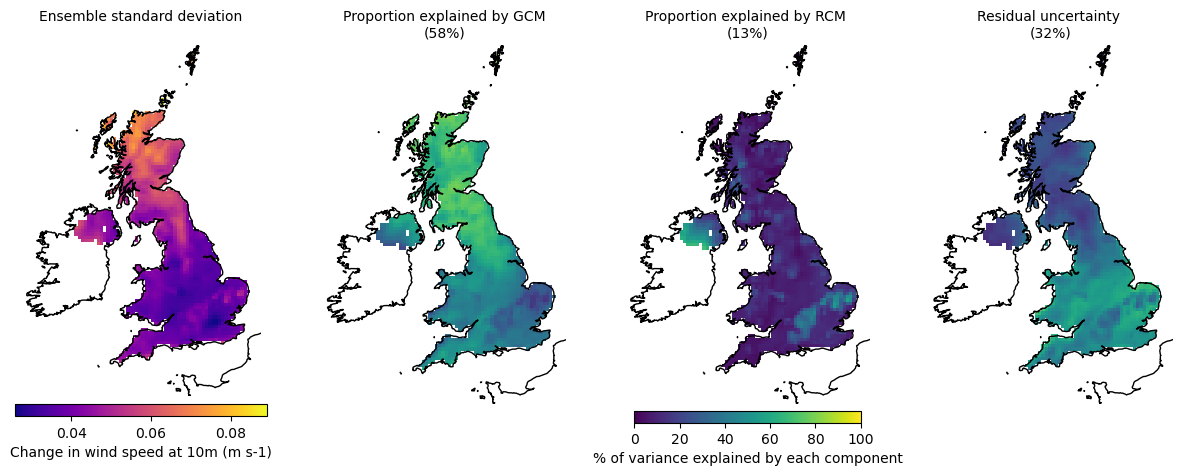 Ensemble standard deviation
Proportion explained by GCM
(58%)
Proportion explained by RCM
(13%)
Residual uncertainty
(32%)
0.04 0.06 0.08
Change in wind speed at 10m (m s-1)
0 20 40 60 80 100
% of variance explained by each component